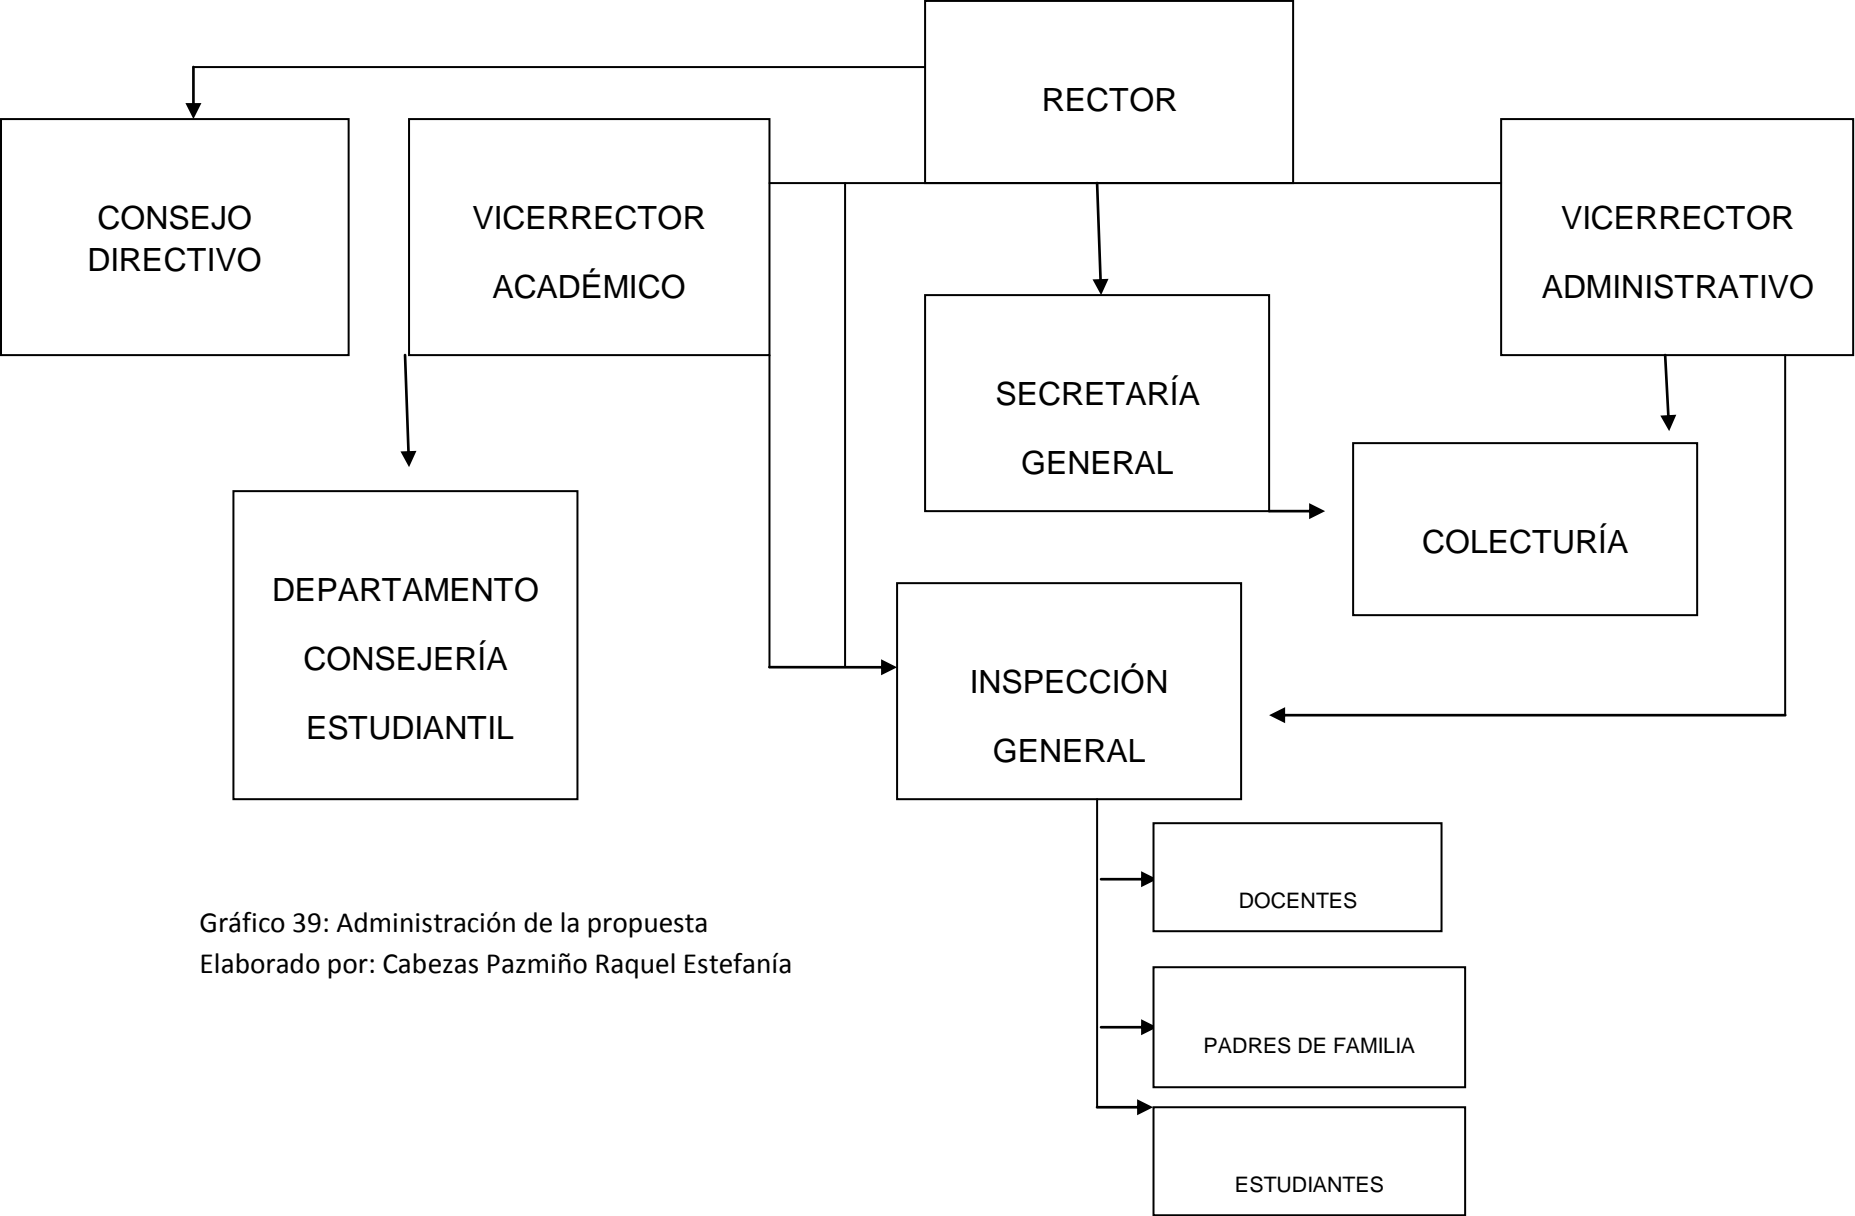 RECTOR
CONSEJO
DIRECTIVO
VICERRECTOR
ACADÉMICO
VICERRECTOR
ADMINISTRATIVO
SECRETARÍA
GENERAL
COLECTURÍA
DEPARTAMENTO
CONSEJERÍA
ESTUDIANTIL
INSPECCIÓN
GENERAL
DOCENTES
PADRES DE FAMILIA
ESTUDIANTES
Gráfico 39: Administración de la propuesta
Elaborado por: Cabezas Pazmiño Raquel Estefanía